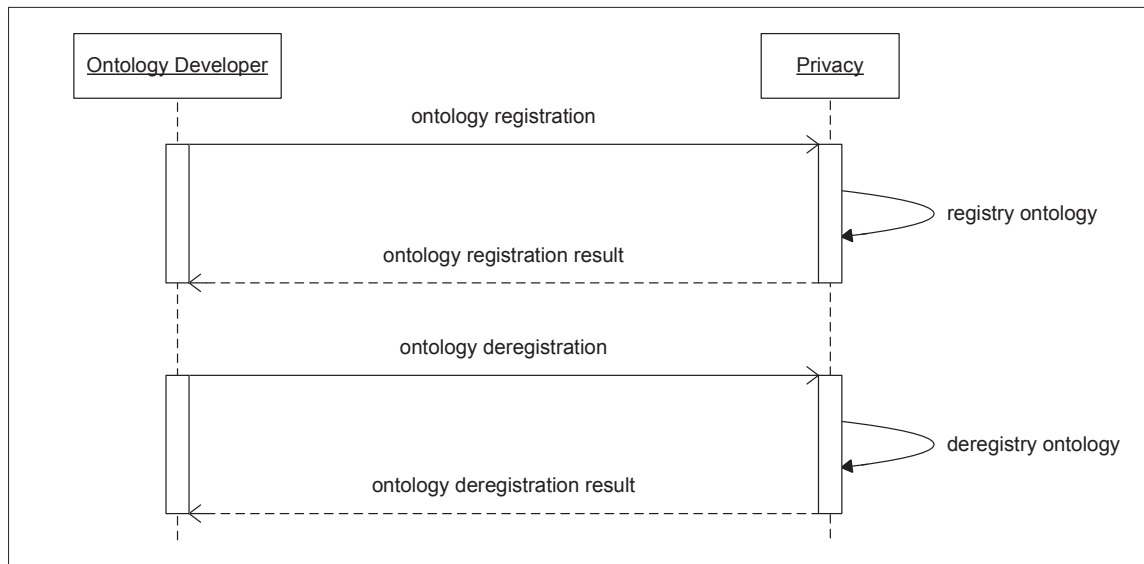 Ontology Developer
Privacy
ontology registration
registry ontology
ontology registration result
ontology deregistration
deregistry ontology
ontology deregistration result